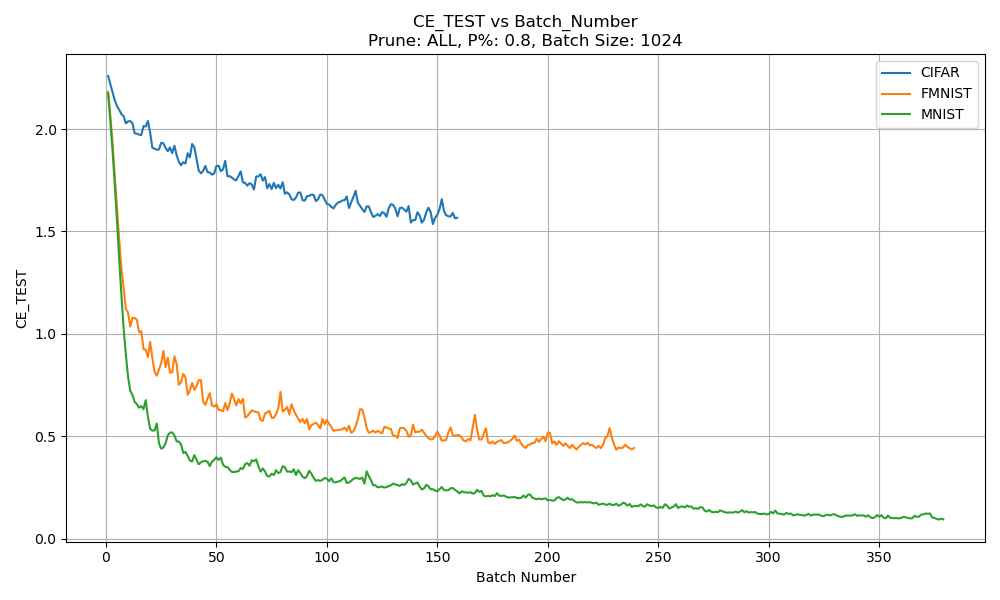 CE_TEST vs Batch_Number
Prune: ALL, P%: 0.8, Batch Size: 1024
CIFAR
FMNIST
MNIST
CE_TEST
2.0
1.5
1.0
0.5
0.0
0 50 100 150 200 250 300 350
Batch Number